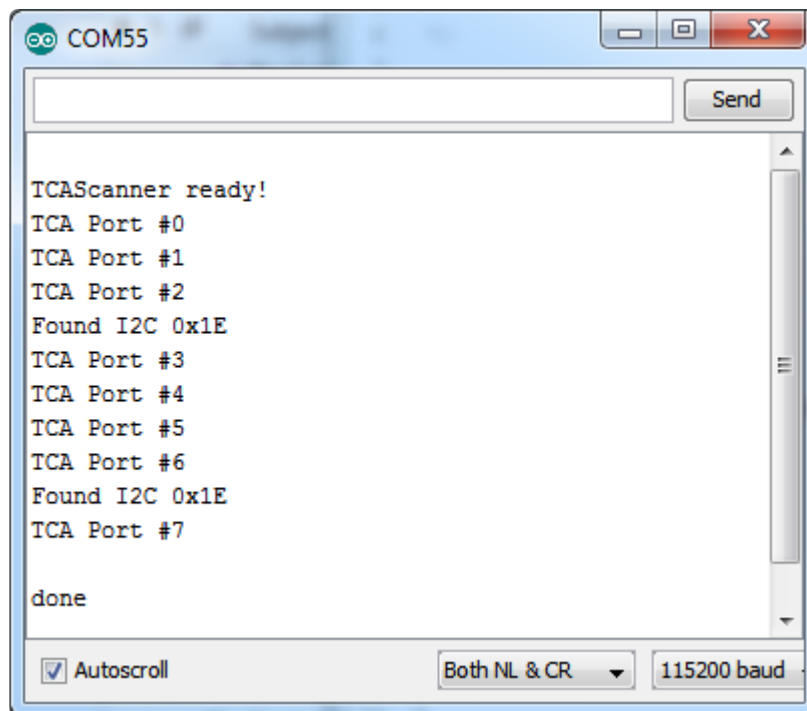 COM55
Send
TCAScanner ready!
TCA Port #0
TCA Port #1
TCA Port #2
Found I2C 0x1E
TCA Port #3
TCA Port #4
TCA Port #5
TCA Port #6
Found I2C 0x1E
TCA Port #7
done
Autoscroll
Both NL & CR
115200 baud